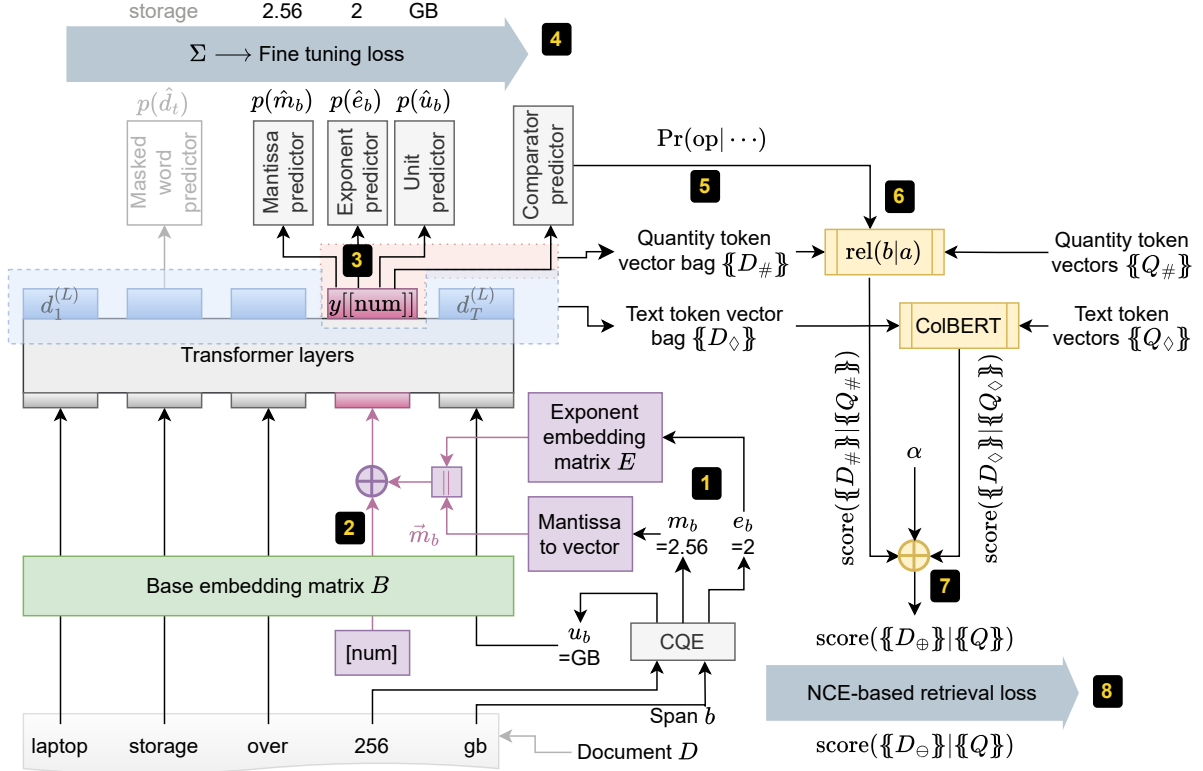 storage 2.56 2 GB
Σ ⟶ Fine tuning loss
4
p(d̂_t) p(m̂_b) p(ê_b) p(û_b)
Masked
word
predictor
Mantissa
predictor
Exponent
predictor
Unit
predictor
Comparator
predictor
Pr(op| ⋯)
5
6
3
Quantity token
vector bag ⦃D_#⦄
rel(b|a)
Quantity token
vectors ⦃Q_#⦄
d_1^(L) y[[num]] d_T^(L)
Text token vector
bag ⦃D_◊⦄
ColBERT
Text token
vectors ⦃Q_◊⦄
Transformer layers
score(⦃D_#⦄|⦃Q_#⦄)
score(⦃D_◊⦄|⦃Q_◊⦄)
Exponent
embedding
matrix E
α
||
1
2
m⃗_b
Mantissa
to vector
m_b
=2.56
e_b
=2
Base embedding matrix B
7
[num]
u_b
=GB
CQE
score(⦃D_⊕⦄|⦃Q⦄)
NCE-based retrieval loss
8
score(⦃D_⊖⦄|⦃Q⦄)
Span b
laptop storage over 256 gb
Document D